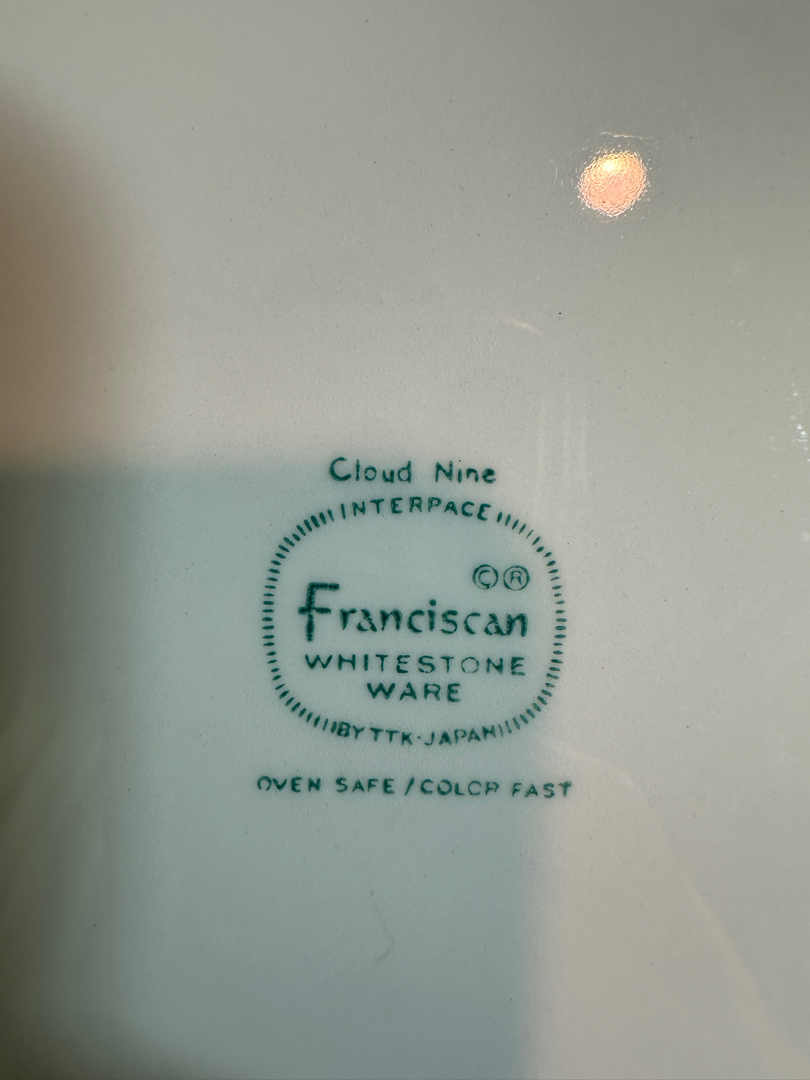 Cloud Nine
INTERPACE
©®
Franciscan
WHITESTONE
WARE
BY TTK·JAPAN
OVEN SAFE/COLOR FAST